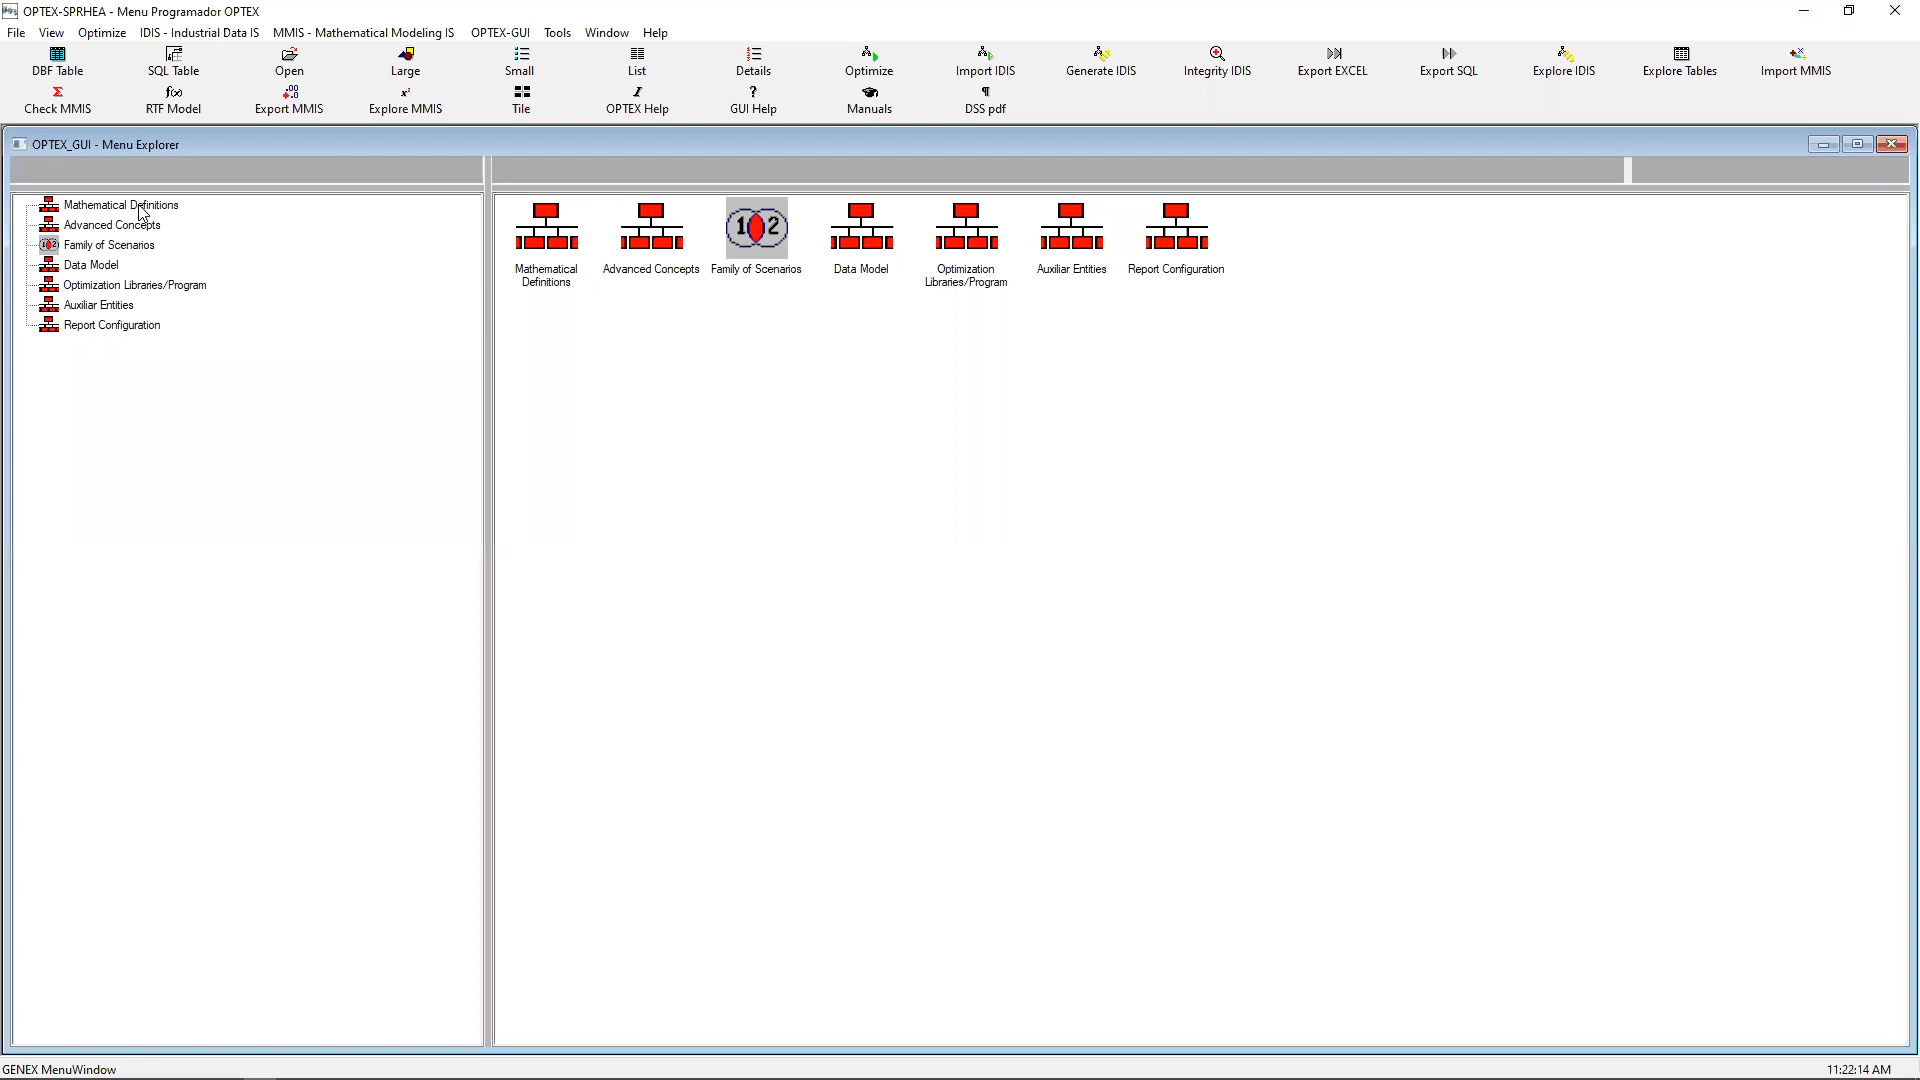 OPTEX-SPRHEA - Menu Programador OPTEX
File View Optimize IDIS - Industrial Data IS MMIS - Mathematical Modeling IS OPTEX-GUI Tools Window Help
DBF Table SQL Table Open Large Small List Details Optimize Import IDIS Generate IDIS Integrity IDIS Export EXCEL Export SQL Explore IDIS Explore Tables Import MMIS
Check MMIS RTF Model Export MMIS Explore MMIS Tile OPTEX Help GUI Help Manuals DSS pdf
OPTEX_GUI - Menu Explorer
Mathematical Definitions
Advanced Concepts
Family of Scenarios
Data Model
Optimization Libraries/Program
Auxiliar Entities
Report Configuration
Mathematical Definitions
Advanced Concepts
1 2
Family of Scenarios
Data Model
Optimization Libraries/Program
Auxiliar Entities
Report Configuration
GENEX MenuWindow 11:22:14 AM